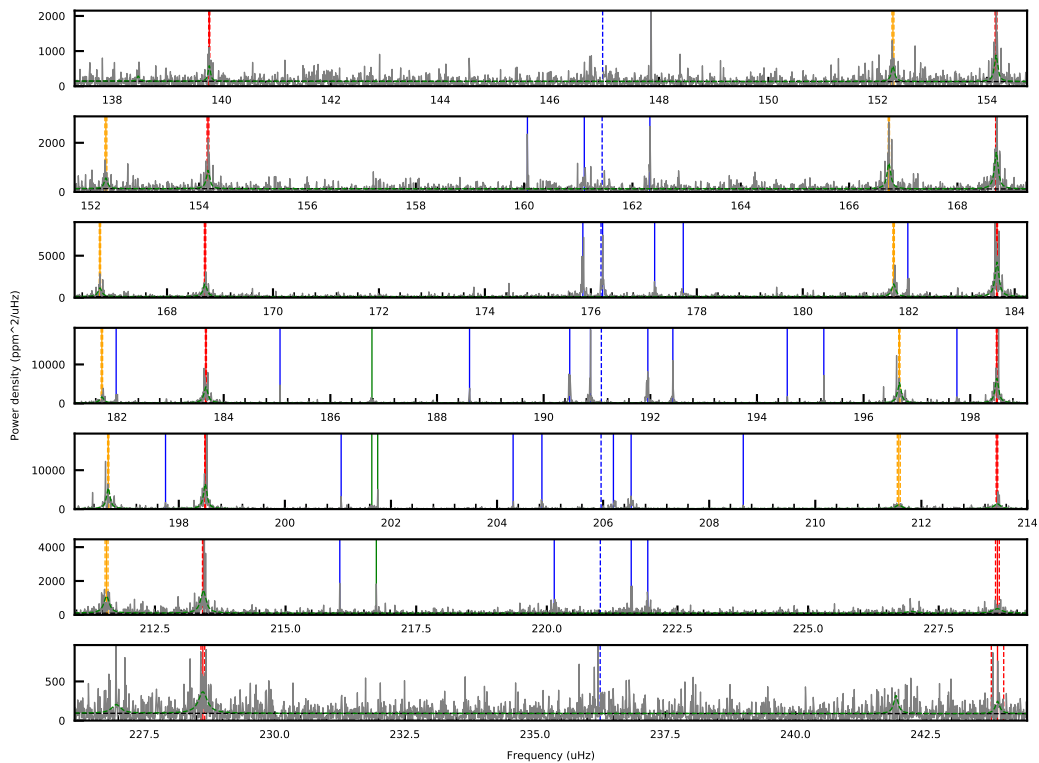 2000
1000
0
138 140 142 144 146 148 150 152 154
2000
0
152 154 156 158 160 162 164 166 168
5000
0
168 170 172 174 176 178 180 182 184
10000
0
182 184 186 188 190 192 194 196 198
10000
0
198 200 202 204 206 208 210 212 214
4000
2000
0
212.5 215.0 217.5 220.0 222.5 225.0 227.5
500
0
227.5 230.0 232.5 235.0 237.5 240.0 242.5
Power density (ppm^2/uHz)
Frequency (uHz)